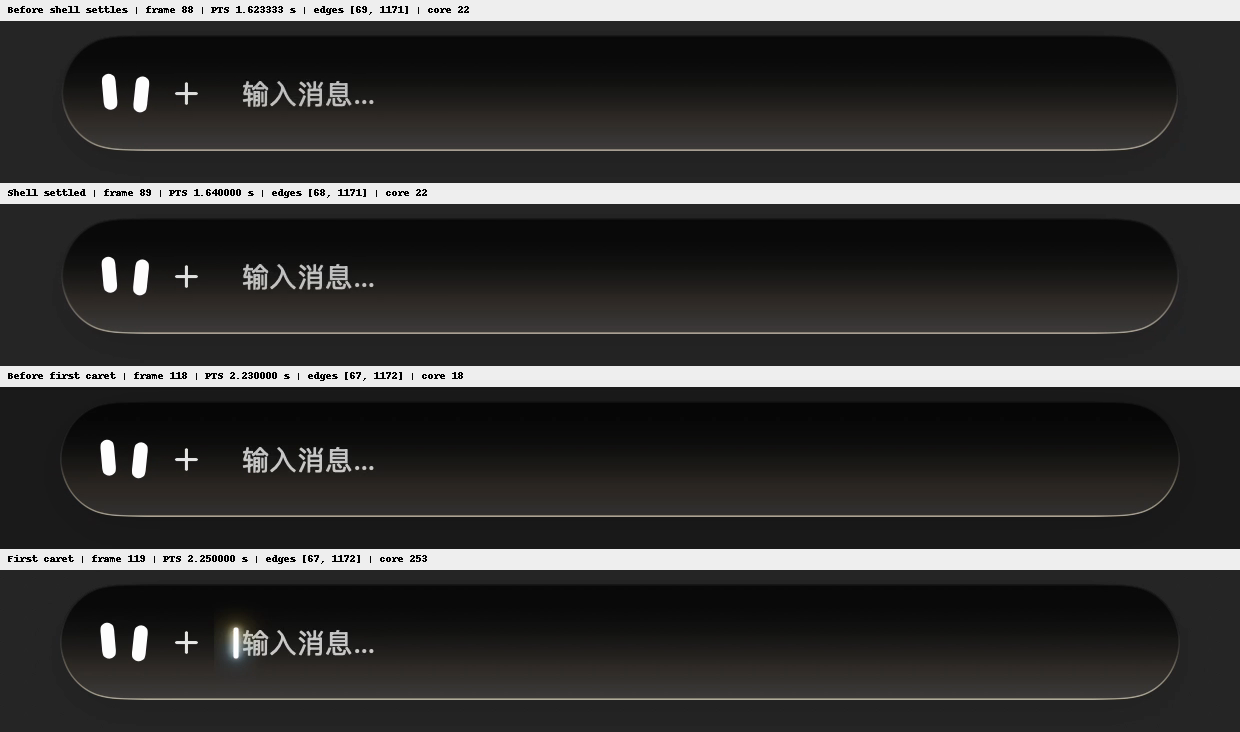 Before shell settles | frame 88 | PTS 1.623333 s | edges [69, 1171] | core 22
输入消息...
Shell settled | frame 89 | PTS 1.640000 s | edges [68, 1171] | core 22
输入消息...
Before first caret | frame 118 | PTS 2.230000 s | edges [67, 1172] | core 18
输入消息...
First caret | frame 119 | PTS 2.250000 s | edges [67, 1172] | core 253
输入消息...